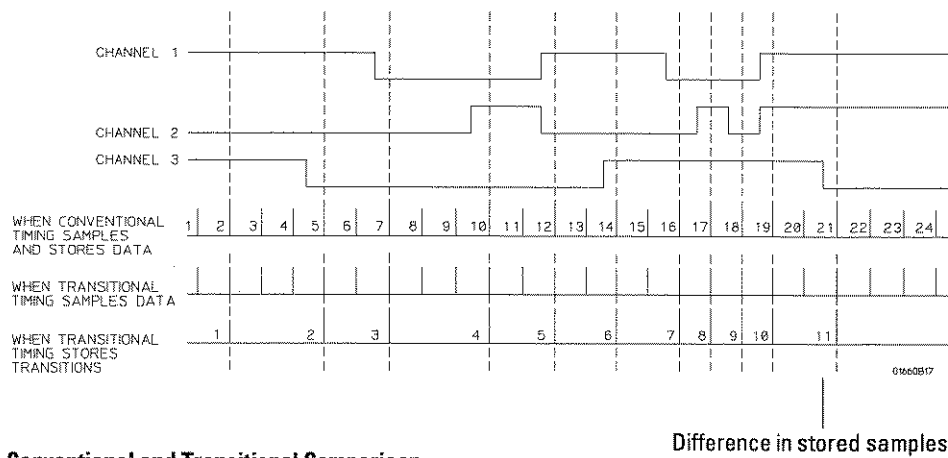 CHANNEL 1
CHANNEL 2
CHANNEL 3
WHEN CONVENTIONAL
TIMING SAMPLES
AND STORES DATA
1 2 3 4 5 6 7 8 9 10 11 12 13 14 15 16 17 18 19 20 21 22 23 24
WHEN TRANSITIONAL
TIMING SAMPLES DATA
WHEN TRANSITIONAL
TIMING STORES
TRANSITIONS
1 2 3 4 5 6 7 8 9 10 11
01660B17
Difference in stored samples
Conventional and Transitional Comparison